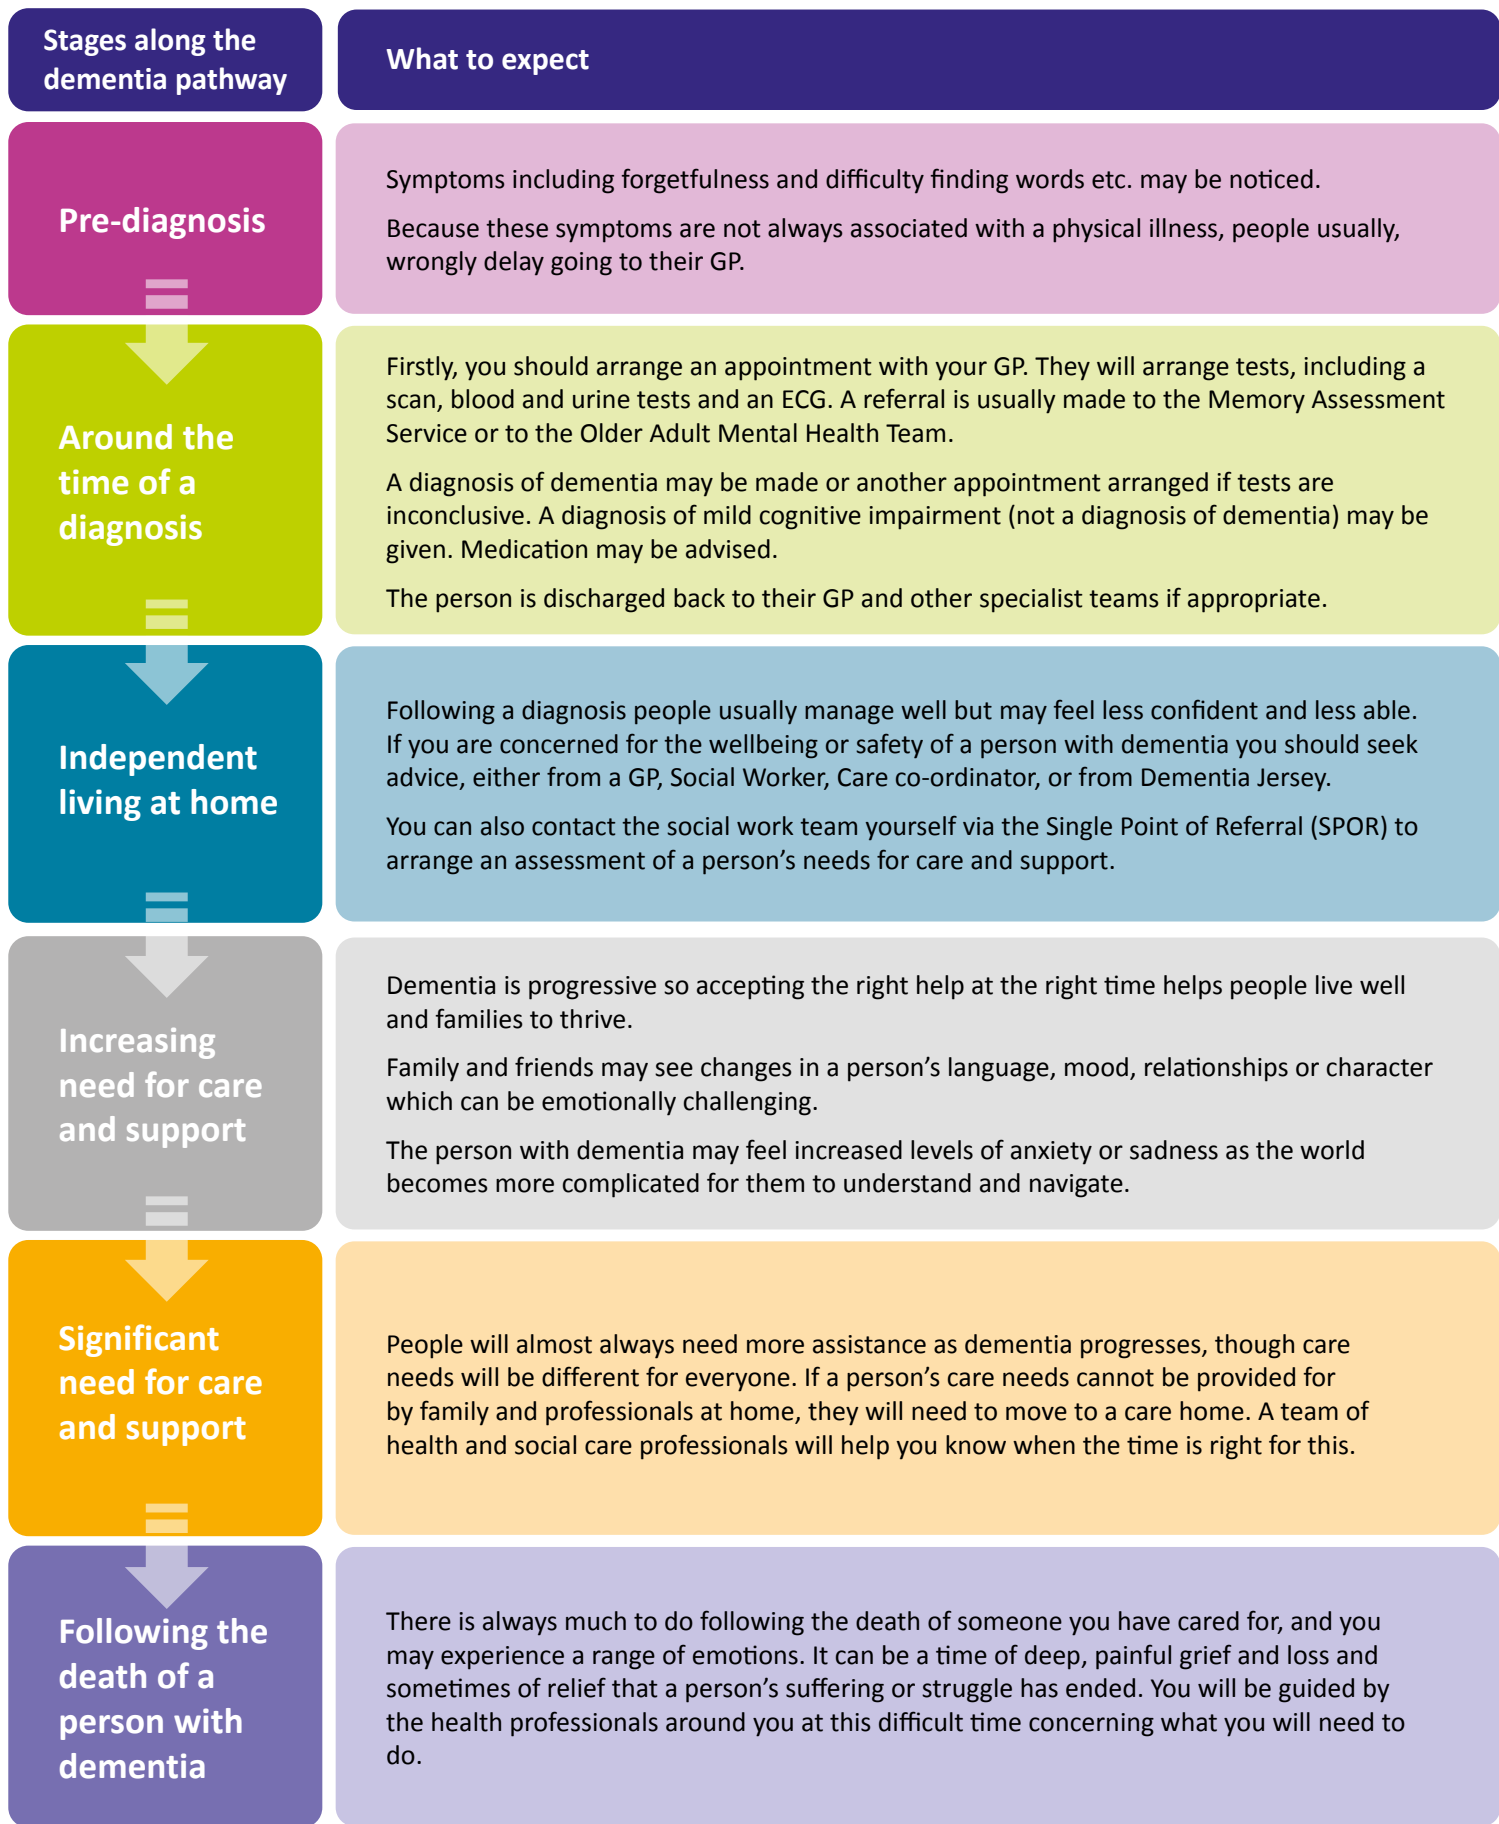 Stages along the
dementia pathway
What to expect
Pre-diagnosis
Symptoms including forgetfulness and difficulty finding words etc. may be noticed.
Because these symptoms are not always associated with a physical illness, people usually,
wrongly delay going to their GP.
Around the
time of a
diagnosis
Firstly, you should arrange an appointment with your GP. They will arrange tests, including a
scan, blood and urine tests and an ECG. A referral is usually made to the Memory Assessment
Service or to the Older Adult Mental Health Team.
A diagnosis of dementia may be made or another appointment arranged if tests are
inconclusive. A diagnosis of mild cognitive impairment (not a diagnosis of dementia) may be
given. Medication may be advised.
The person is discharged back to their GP and other specialist teams if appropriate.
Independent
living at home
Following a diagnosis people usually manage well but may feel less confident and less able.
If you are concerned for the wellbeing or safety of a person with dementia you should seek
advice, either from a GP, Social Worker, Care co-ordinator, or from Dementia Jersey.
You can also contact the social work team yourself via the Single Point of Referral (SPOR) to
arrange an assessment of a person’s needs for care and support.
Increasing
need for care
and support
Dementia is progressive so accepting the right help at the right time helps people live well
and families to thrive.
Family and friends may see changes in a person’s language, mood, relationships or character
which can be emotionally challenging.
The person with dementia may feel increased levels of anxiety or sadness as the world
becomes more complicated for them to understand and navigate.
Significant
need for care
and support
People will almost always need more assistance as dementia progresses, though care
needs will be different for everyone. If a person’s care needs cannot be provided for
by family and professionals at home, they will need to move to a care home. A team of
health and social care professionals will help you know when the time is right for this.
Following the
death of a
person with
dementia
There is always much to do following the death of someone you have cared for, and you
may experience a range of emotions. It can be a time of deep, painful grief and loss and
sometimes of relief that a person’s suffering or struggle has ended. You will be guided by
the health professionals around you at this difficult time concerning what you will need to
do.